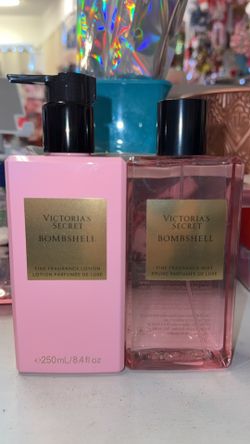 VICTORIA'S
SECRET
BOMBSHELL
FINE FRAGRANCE LOTION
LOTION PARFUMÉE DE LUXE
℮250mL/8.4 fl oz
VICTORIA'S
SECRET
BOMBSHELL
FINE FRAGRANCE MIST
BRUME PARFUMÉE DE LUXE